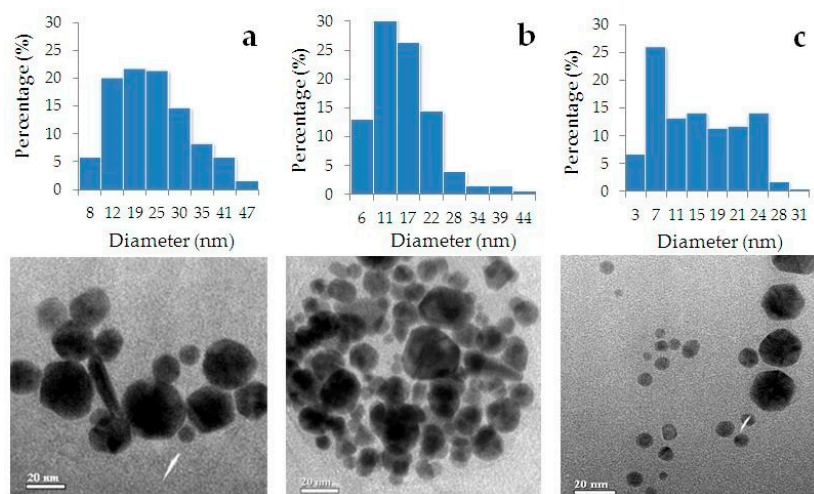 a
30
25
20
15
10
5
0
Percentage (%)
8 12 19 25 30 35 41 47
Diameter (nm)
b
30
25
20
15
10
5
0
Percentage (%)
6 11 17 22 28 34 39 44
Diameter (nm)
c
30
25
20
15
10
5
0
Percentage (%)
3 7 11 15 19 21 24 28 31
Diameter (nm)
20 nm
20 nm
20 nm